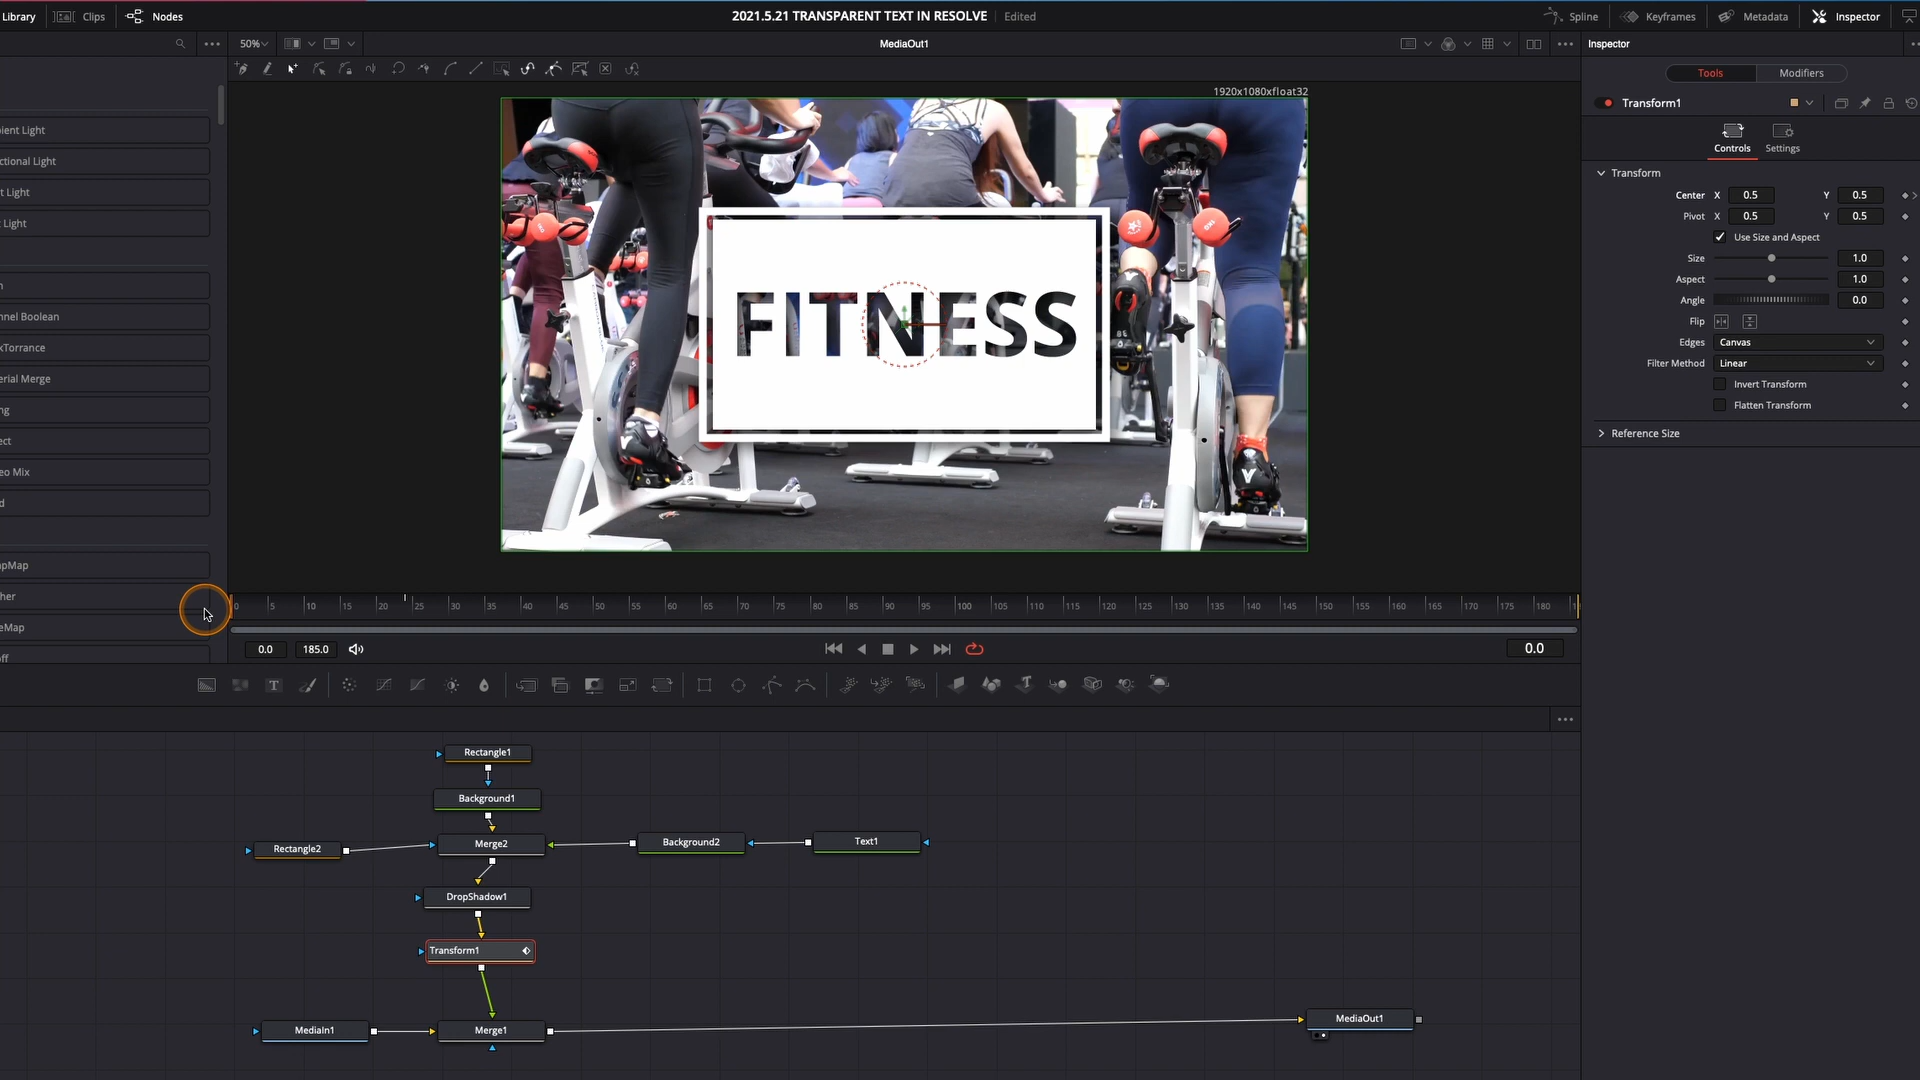 Library Clips Nodes 2021.5.21 TRANSPARENT TEXT IN RESOLVE Edited Spline Keyframes Metadata Inspector
50% MediaOut1 Inspector
1920x1080xfloat32
Tools Modifiers
Transform1
Controls Settings
Transform
Center X 0.5 Y 0.5
Pivot X 0.5 Y 0.5
Use Size and Aspect
Size 1.0
Aspect 1.0
Angle 0.0
Flip
Edges Canvas
Filter Method Linear
Invert Transform
Flatten Transform
Reference Size
ient Light
ctional Light
t Light
Light
n
nnel Boolean
kTorrance
erial Merge
ng
ect
eo Mix
d
pMap
her
eMap
off
FITNESS
0 5 10 15 20 25 30 35 40 45 50 55 60 65 70 75 80 85 90 95 100 105 110 115 120 125 130 135 140 145 150 155 160 165 170 175 180
0.0 185.0 0.0
Rectangle1
Background1
Rectangle2 Merge2 Background2 Text1
DropShadow1
Transform1
MediaIn1 Merge1 MediaOut1